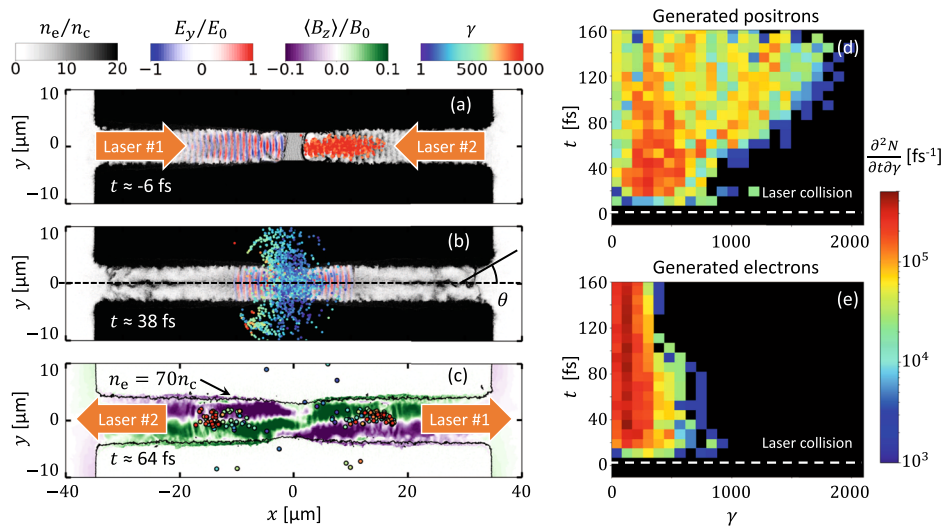 n_e/n_c
E_y/E_0
⟨B_z⟩/B_0
γ
0 10 20
−1 0 1
−0.1 0.0 0.1
1 500 1000
10
0
−10
y [μm]
(a)
Laser #1
Laser #2
t ≈ -6 fs
10
0
−10
y [μm]
(b)
θ
t ≈ 38 fs
10
0
−10
y [μm]
(c)
n_e = 70n_c
Laser #2
Laser #1
t ≈ 64 fs
−40 −20 0 20 40
x [μm]
Generated positrons
(d)
160
120
80
40
0
t [fs]
Laser collision
0 1000 2000
Generated electrons
(e)
160
120
80
40
0
t [fs]
Laser collision
0 1000 2000
γ
∂²N
∂t∂γ [fs⁻¹]
10⁵
10⁴
10³